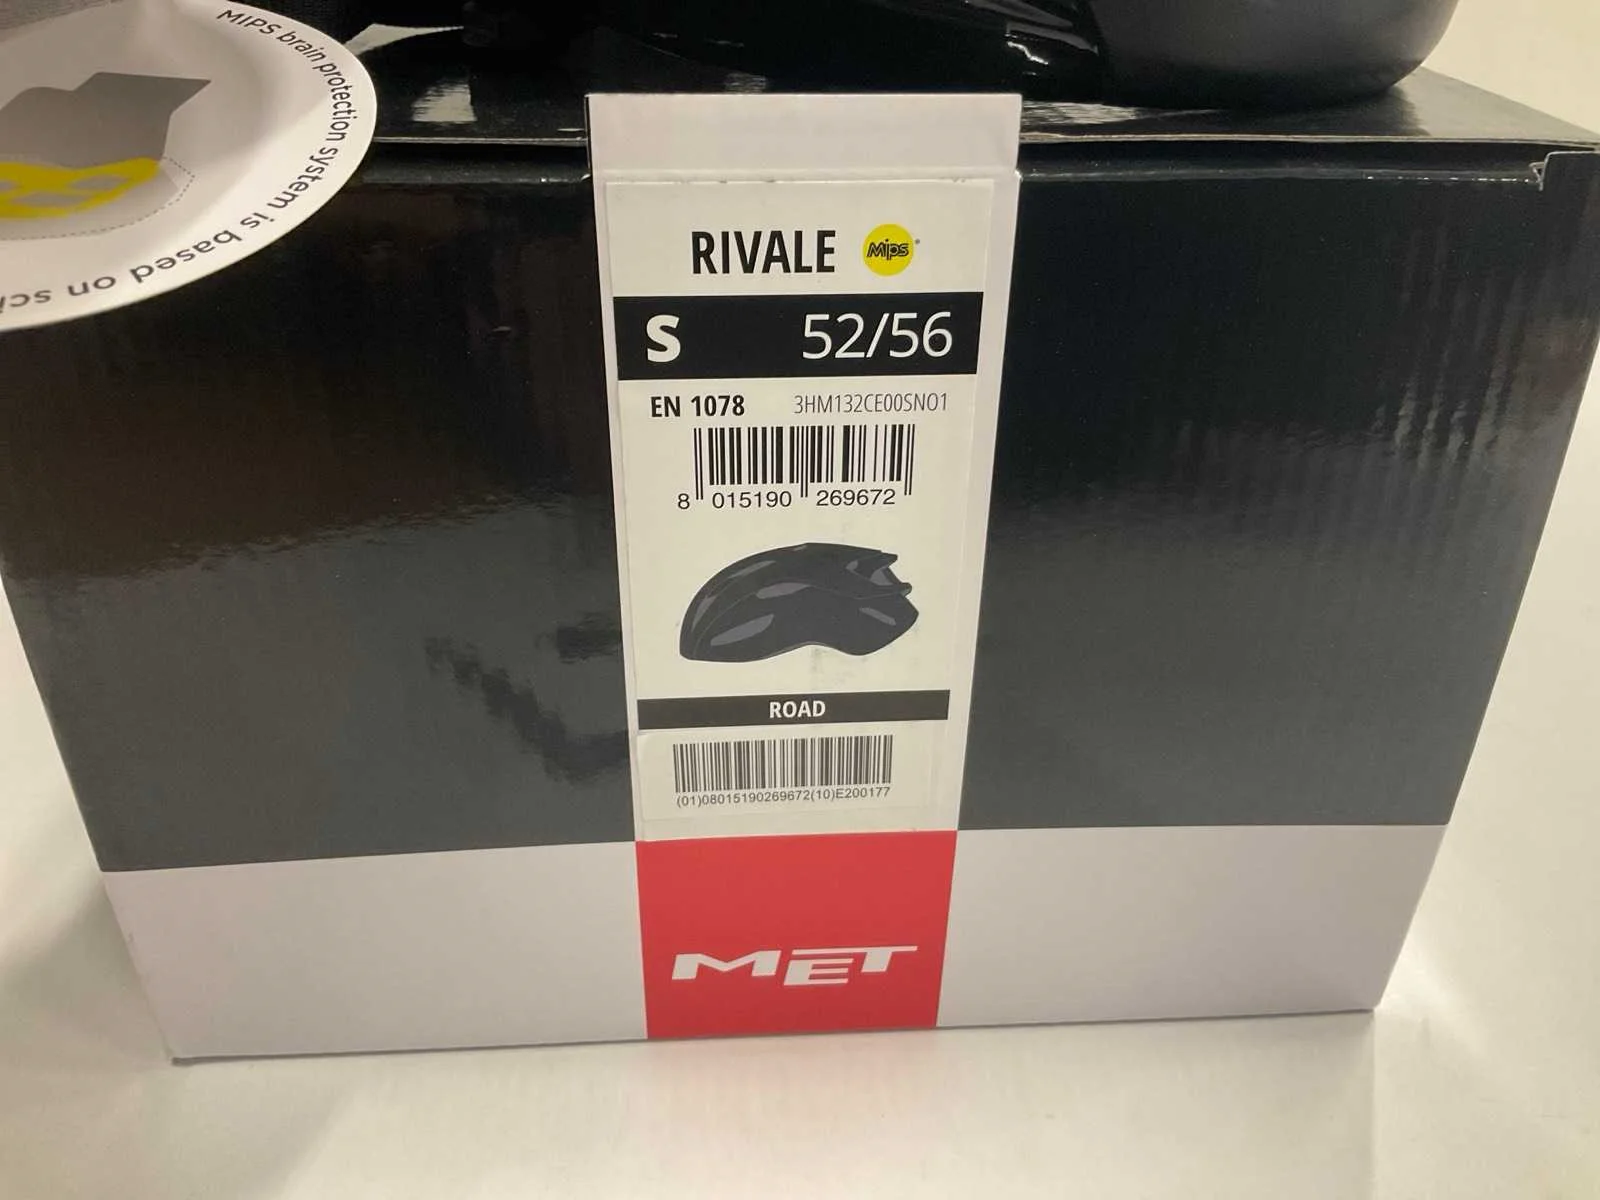 MIPS brain protection system is based on sci
RIVALE Mips
S 52/56
EN 1078 3HM132CE00SNO1
8 015190 269672
ROAD
(01)08015190269672(10)E200177
MET